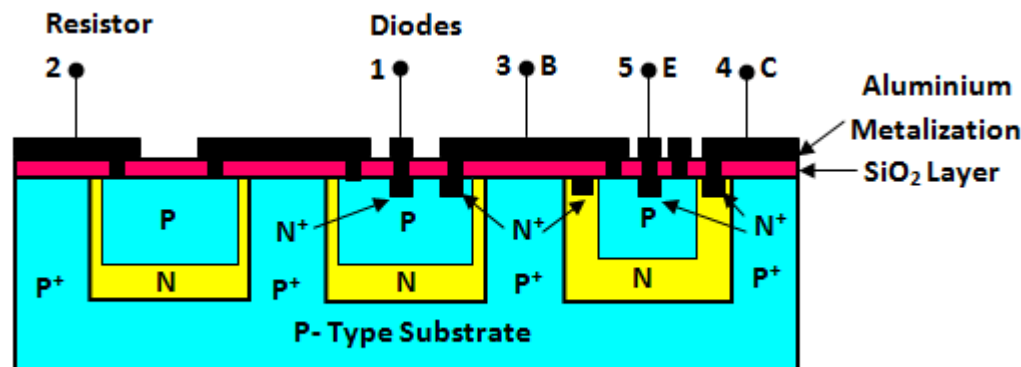 Resistor
Diodes
2
1
3 B
5 E
4 C
Aluminium
Metalization
SiO₂ Layer
P
N⁺
P
N⁺
P
N⁺
P⁺
N
P⁺
N
P⁺
N
P⁺
P- Type Substrate